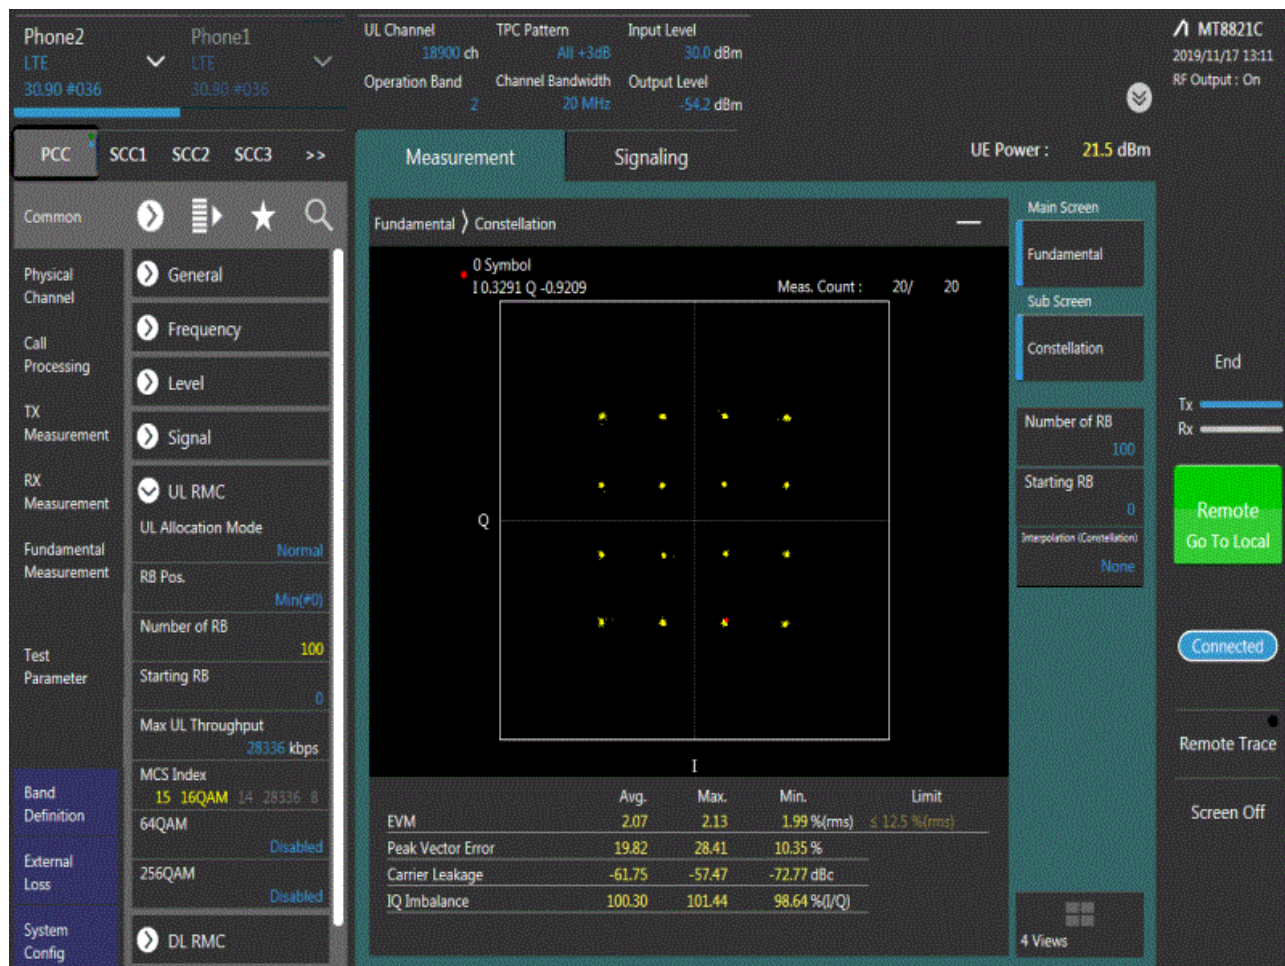 Phone2
LTE
30.90 #036
Phone1
LTE
30.90 #036
UL Channel
18900 ch
TPC Pattern
All +3dB
Input Level
30.0 dBm
Operation Band
2
Channel Bandwidth
20 MHz
Output Level
-54.2 dBm
MT8821C
2019/11/17 13:11
RF Output : On
PCC SCC1 SCC2 SCC3 >>
Measurement
Signaling
UE Power : 21.5 dBm
Common
Physical
Channel
Call
Processing
TX
Measurement
RX
Measurement
Fundamental
Measurement
Test
Parameter
Band
Definition
External
Loss
System
Config
General
Frequency
Level
Signal
UL RMC
UL Allocation Mode
Normal
RB Pos.
Min(#0)
Number of RB
100
Starting RB
0
Max UL Throughput
28336 kbps
MCS Index
15 16QAM 14 28336 8
64QAM
Disabled
256QAM
Disabled
DL RMC
Fundamental 〉 Constellation
0 Symbol
I 0.3291 Q -0.9209
Meas. Count : 20/ 20
Q
I
Avg. Max. Min. Limit
EVM 2.07 2.13 1.99 %(rms) ≤ 12.5 %(rms)
Peak Vector Error 19.82 28.41 10.35 %
Carrier Leakage -61.75 -57.47 -72.77 dBc
IQ Imbalance 100.30 101.44 98.64 %(I/Q)
Main Screen
Fundamental
Sub Screen
Constellation
Number of RB
100
Starting RB
0
Interpolation (Constellation)
None
4 Views
End
Tx
Rx
Remote
Go To Local
Connected
Remote Trace
Screen Off